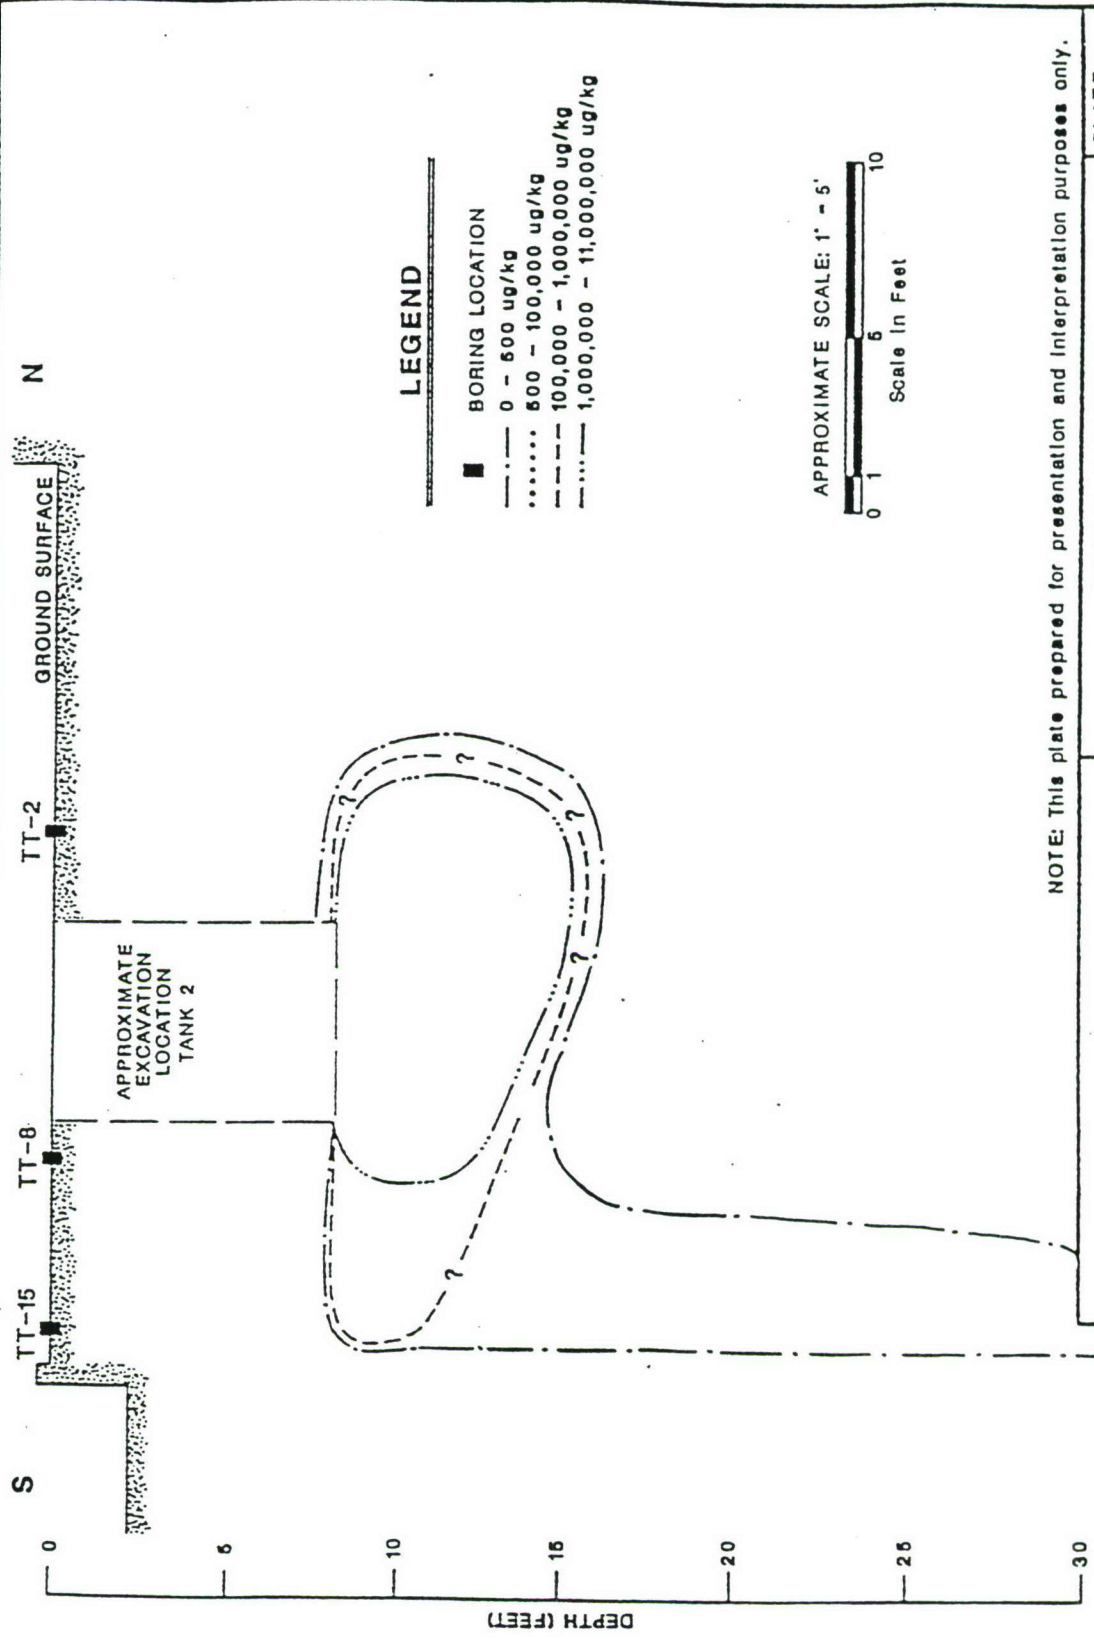 S
N
TT-15
TT-8
TT-2
GROUND SURFACE
APPROXIMATE
EXCAVATION
LOCATION
TANK 2
0
5
10
15
20
25
30
DEPTH (FEET)
?
?
?
?
?
LEGEND
BORING LOCATION
0 - 500 ug/kg
500 - 100,000 ug/kg
100,000 - 1,000,000 ug/kg
1,000,000 - 11,000,000 ug/kg
APPROXIMATE SCALE: 1" - 5'
0 1 5 10
Scale In Feet
NOTE: This plate prepared for presentation and Interpretation purposes only.